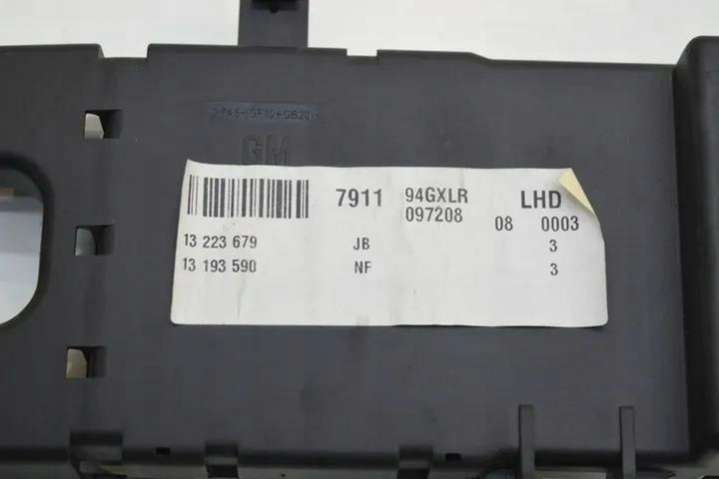 GM
7911 94GXLR LHD
097208 08 0003
13 223 679 JB 3
13 193 590 NF 3